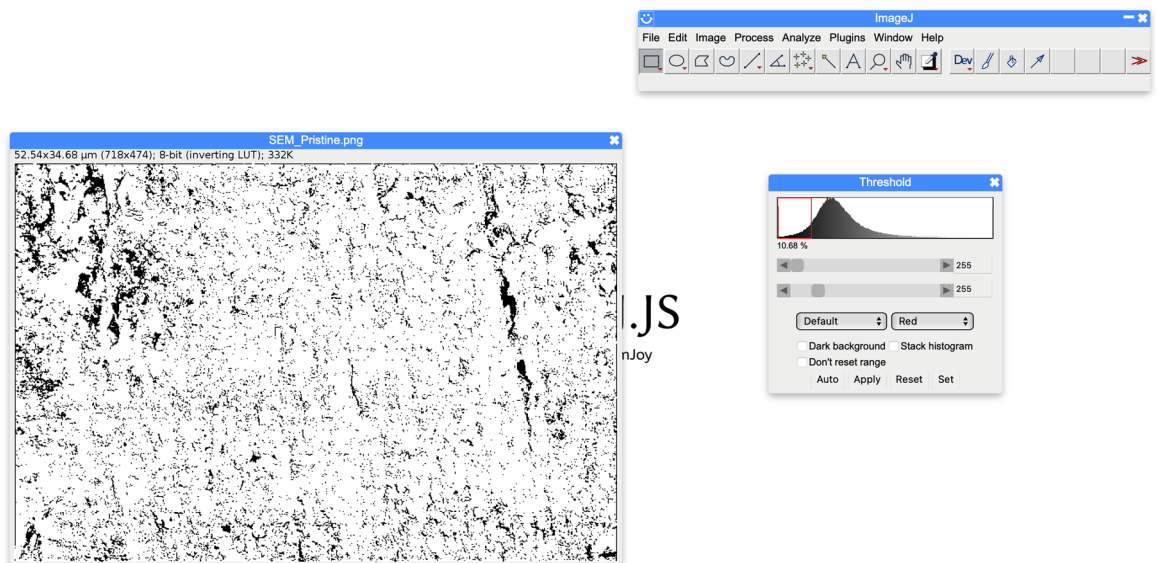 ImageJ
File Edit Image Process Analyze Plugins Window Help
Dev
SEM_Pristine.png
52.54x34.68 µm (718x474); 8-bit (inverting LUT); 332K
Threshold
10.68 %
255
255
.JS
Default Red
mJoy
Dark background Stack histogram
Don't reset range
Auto Apply Reset Set